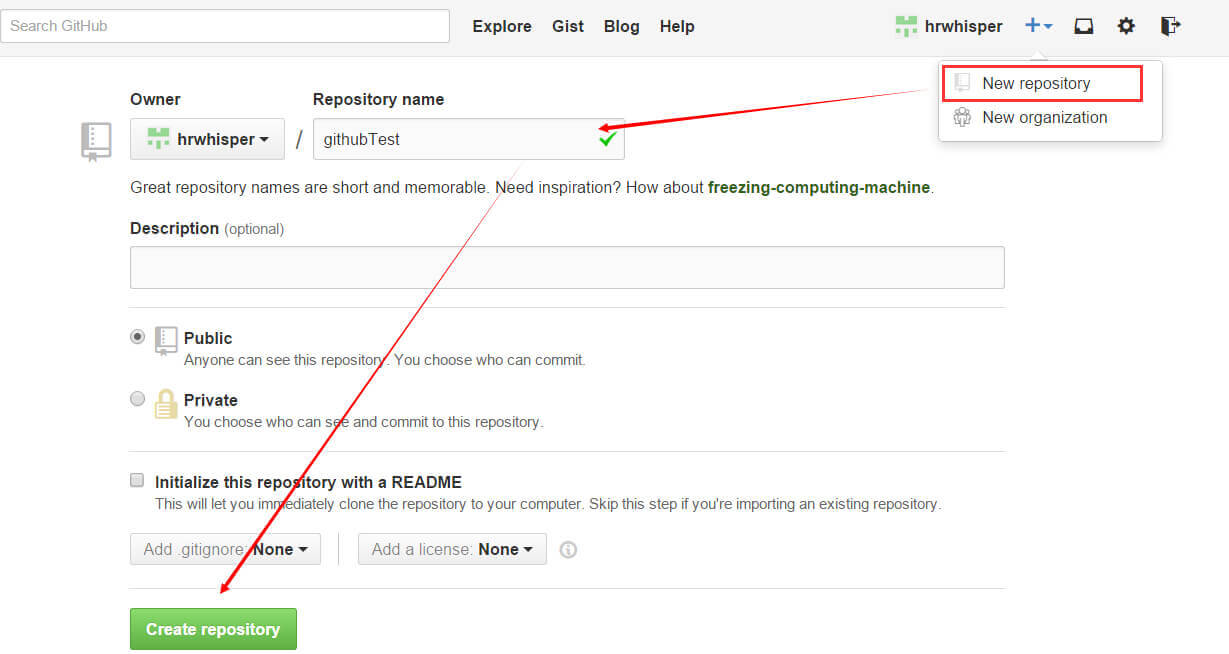 Search GitHub
Explore Gist Blog Help
hrwhisper
New repository
New organization
Owner Repository name
hrwhisper / githubTest
Great repository names are short and memorable. Need inspiration? How about freezing-computing-machine.
Description (optional)
Public
Anyone can see this repository. You choose who can commit.
Private
You choose who can see and commit to this repository.
Initialize this repository with a README
This will let you immediately clone the repository to your computer. Skip this step if you're importing an existing repository.
Add .gitignore: None Add a license: None
Create repository